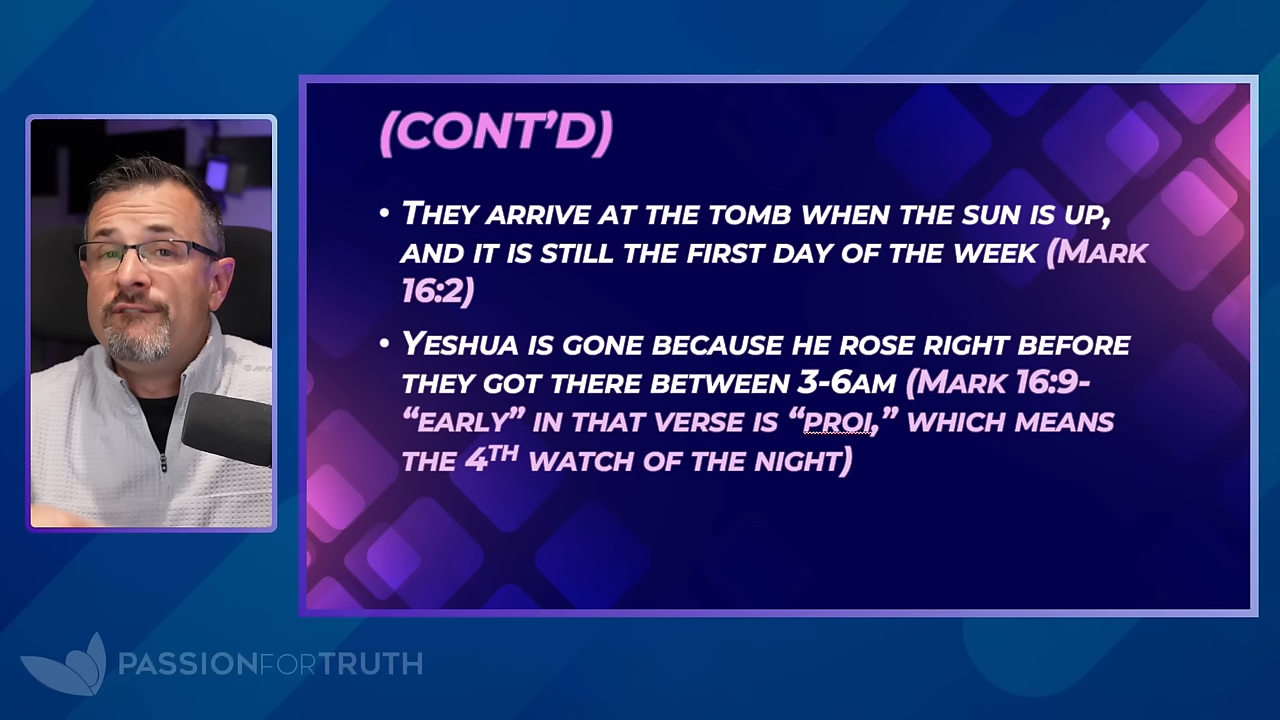 (CONT'D)
• THEY ARRIVE AT THE TOMB WHEN THE SUN IS UP,
AND IT IS STILL THE FIRST DAY OF THE WEEK (MARK
16:2)
• YESHUA IS GONE BECAUSE HE ROSE RIGHT BEFORE
THEY GOT THERE BETWEEN 3-6AM (MARK 16:9-
“EARLY” IN THAT VERSE IS “PROI,” WHICH MEANS
THE 4TH WATCH OF THE NIGHT)
PASSIONFORTRUTH